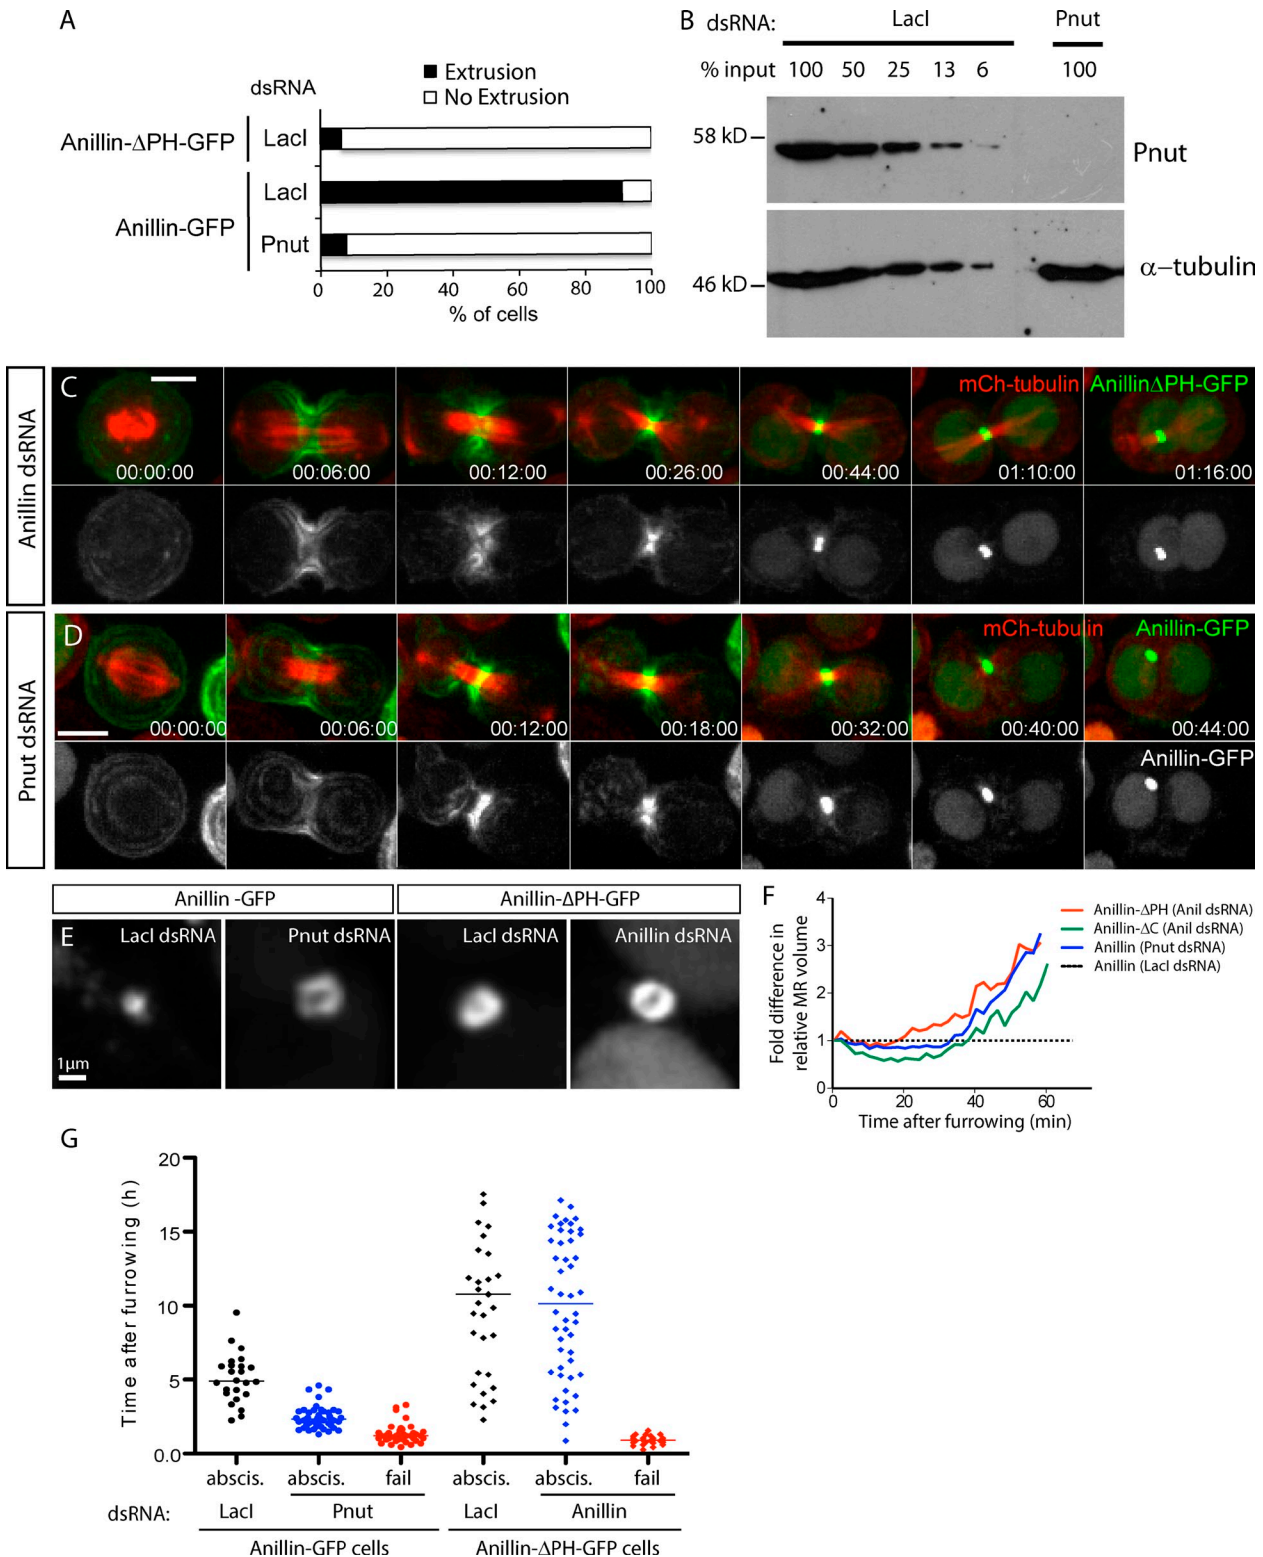 A
Extrusion
No Extrusion
dsRNA
Anillin-ΔPH-GFP
LacI
Anillin-GFP
LacI
Pnut
0 20 40 60 80 100
% of cells
B
dsRNA: LacI Pnut
% input 100 50 25 13 6 100
58 kD
Pnut
46 kD
α−tubulin
Anillin dsRNA
C
mCh-tubulin AnillinΔPH-GFP
00:00:00 00:06:00 00:12:00 00:26:00 00:44:00 01:10:00 01:16:00
Pnut dsRNA
D
mCh-tubulin Anillin-GFP
00:00:00 00:06:00 00:12:00 00:18:00 00:32:00 00:40:00 00:44:00
Anillin-GFP
Anillin -GFP Anillin-ΔPH-GFP
E
LacI dsRNA Pnut dsRNA LacI dsRNA Anillin dsRNA
1μm
F
Fold difference in
relative MR volume
4
3
2
1
0
0 20 40 60
Time after furrowing (min)
Anillin-ΔPH (Anil dsRNA)
Anillin-ΔC (Anil dsRNA)
Anillin (Pnut dsRNA)
Anillin (LacI dsRNA)
G
Time after furrowing (h)
20
15
10
5
0.0
abscis. abscis. fail abscis. abscis. fail
dsRNA: LacI Pnut LacI Anillin
Anillin-GFP cells Anillin-ΔPH-GFP cells